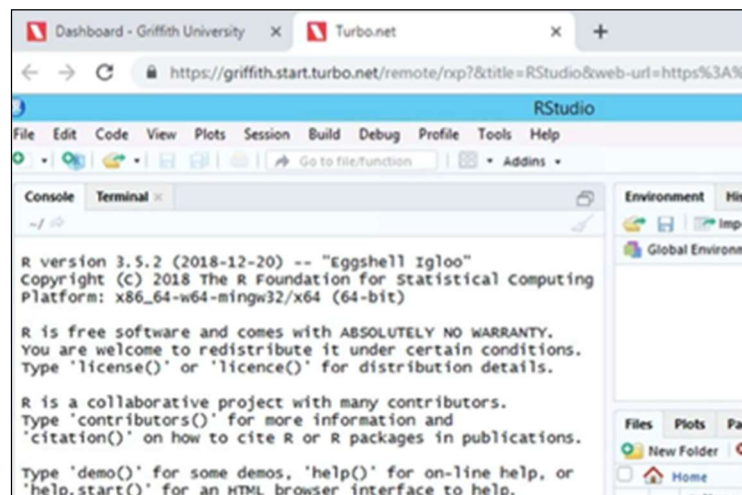 Dashboard - Griffith University
Turbo.net
https://griffith.start.turbo.net/remote/rxp?&title=RStudio&web-url=https%3A%
RStudio
File Edit Code View Plots Session Build Debug Profile Tools Help
Go to file/function
Addins
Console Terminal
Environment
~/
Global
R version 3.5.2 (2018-12-20) -- "Eggshell Igloo"
Copyright (C) 2018 The R Foundation for Statistical Computing
Platform: x86_64-w64-mingw32/x64 (64-bit)
R is free software and comes with ABSOLUTELY NO WARRANTY.
You are welcome to redistribute it under certain conditions.
Type 'license()' or 'licence()' for distribution details.
R is a collaborative project with many contributors.
Type 'contributors()' for more information and
'citation()' on how to cite R or R packages in publications.
Files Plots
New Folder
Home
Type 'demo()' for some demos, 'help()' for on-line help, or
'help.start()' for an HTML browser interface to help.